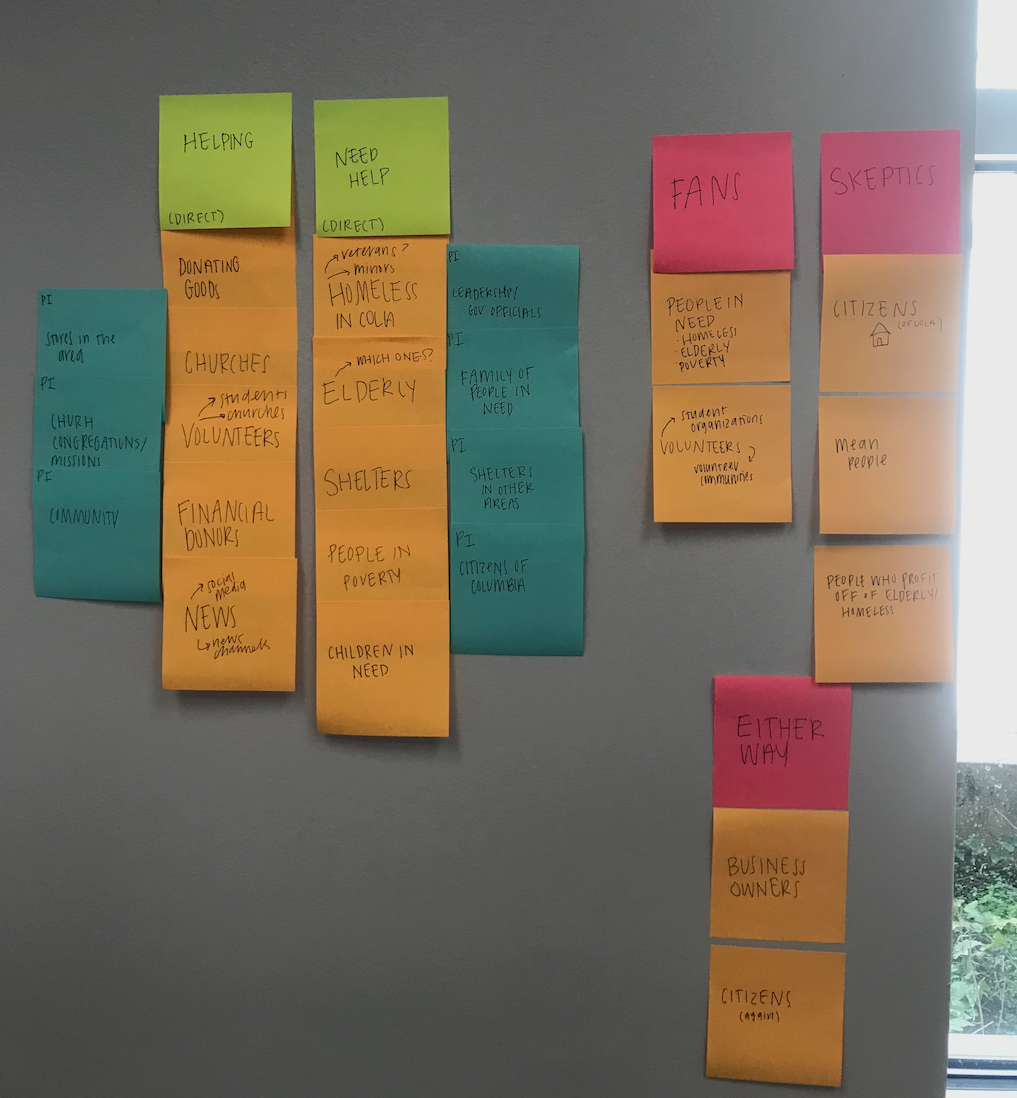 HELPING
(DIRECT)
DONATING
GOODS
CHURCHES
students
churches
VOLUNTEERS
FINANCIAL
DONORS
social
media
NEWS
news
channels
PI
stores in the
area
PI
CHURH
CONGREGATIONS/
MISSIONS
PI
COMMUNITY
NEED
HELP
(DIRECT)
veterans?
minors
HOMELESS
IN COLA
WHICH ONES?
ELDERLY
SHELTERS
PEOPLE IN
POVERTY
CHILDREN IN
NEED
PI
LEADERSHIP/
GOV OFFICIALS
PI
FAMILY OF
PEOPLE IN
NEED
PI
SHELTERS
IN OTHER
AREAS
PI
CITIZENS OF
COLUMBIA
FANS
PEOPLE IN
NEED
·HOMELESS
·ELDERLY
POVERTY
student
organizations
VOLUNTEERS
volunteer
communities
SKEPTICS
CITIZENS
(OF COLA)
mean
people
PEOPLE WHO PROFIT
OFF OF ELDERLY/
HOMELESS
EITHER
WAY
BUSINESS
OWNERS
CITIZENS
(again)